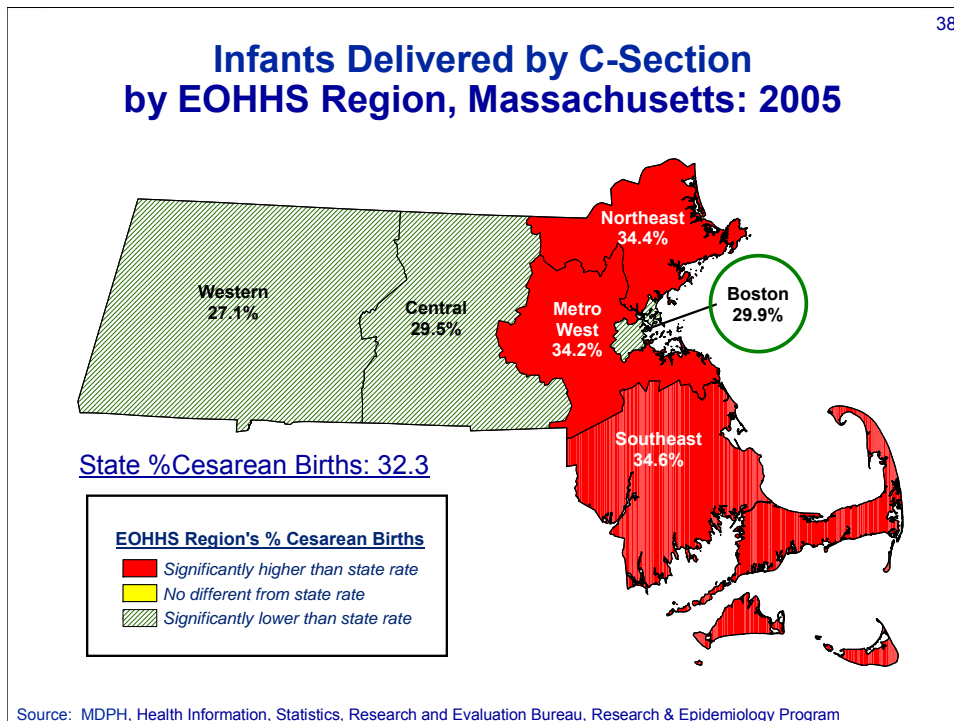 38
Infants Delivered by C-Section
by EOHHS Region, Massachusetts: 2005
Northeast
34.4%
Boston
29.9%
Western
27.1%
Central
29.5%
Metro
West
34.2%
Southeast
34.6%
State %Cesarean Births: 32.3
EOHHS Region's % Cesarean Births
Significantly higher than state rate
No different from state rate
Significantly lower than state rate
Source: MDPH, Health Information, Statistics, Research and Evaluation Bureau, Research & Epidemiology Program